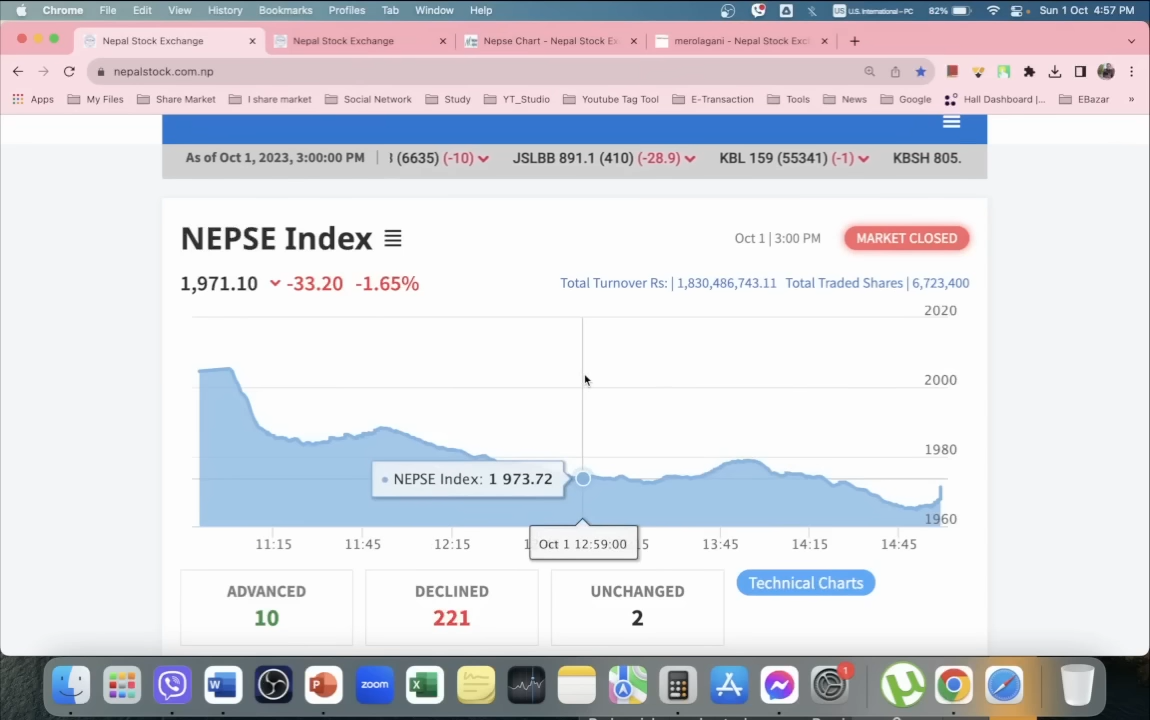 Chrome File Edit View History Bookmarks Profiles Tab Window Help U.S. International – PC 82% Sun 1 Oct 4:57 PM
Nepal Stock Exchange Nepal Stock Exchange Nepse Chart - Nepal Stock Ex merolagani - Nepal Stock Exc
nepalstock.com.np
Apps My Files Share Market I share market Social Network Study YT_Studio Youtube Tag Tool E-Transaction Tools News Google Hall Dashboard |... EBazar »
As of Oct 1, 2023, 3:00:00 PM (6635) (-10) JSLBB 891.1 (410) (-28.9) KBL 159 (55341) (-1) KBSH 805.
NEPSE Index Oct 1 | 3:00 PM MARKET CLOSED
1,971.10 -33.20 -1.65% Total Turnover Rs: | 1,830,486,743.11 Total Traded Shares | 6,723,400
2020
2000
1980
NEPSE Index: 1 973.72
1960
11:15 11:45 12:15 Oct 1 12:59:00 13:45 14:15 14:45
ADVANCED DECLINED UNCHANGED Technical Charts
10 221 2
zoom 1